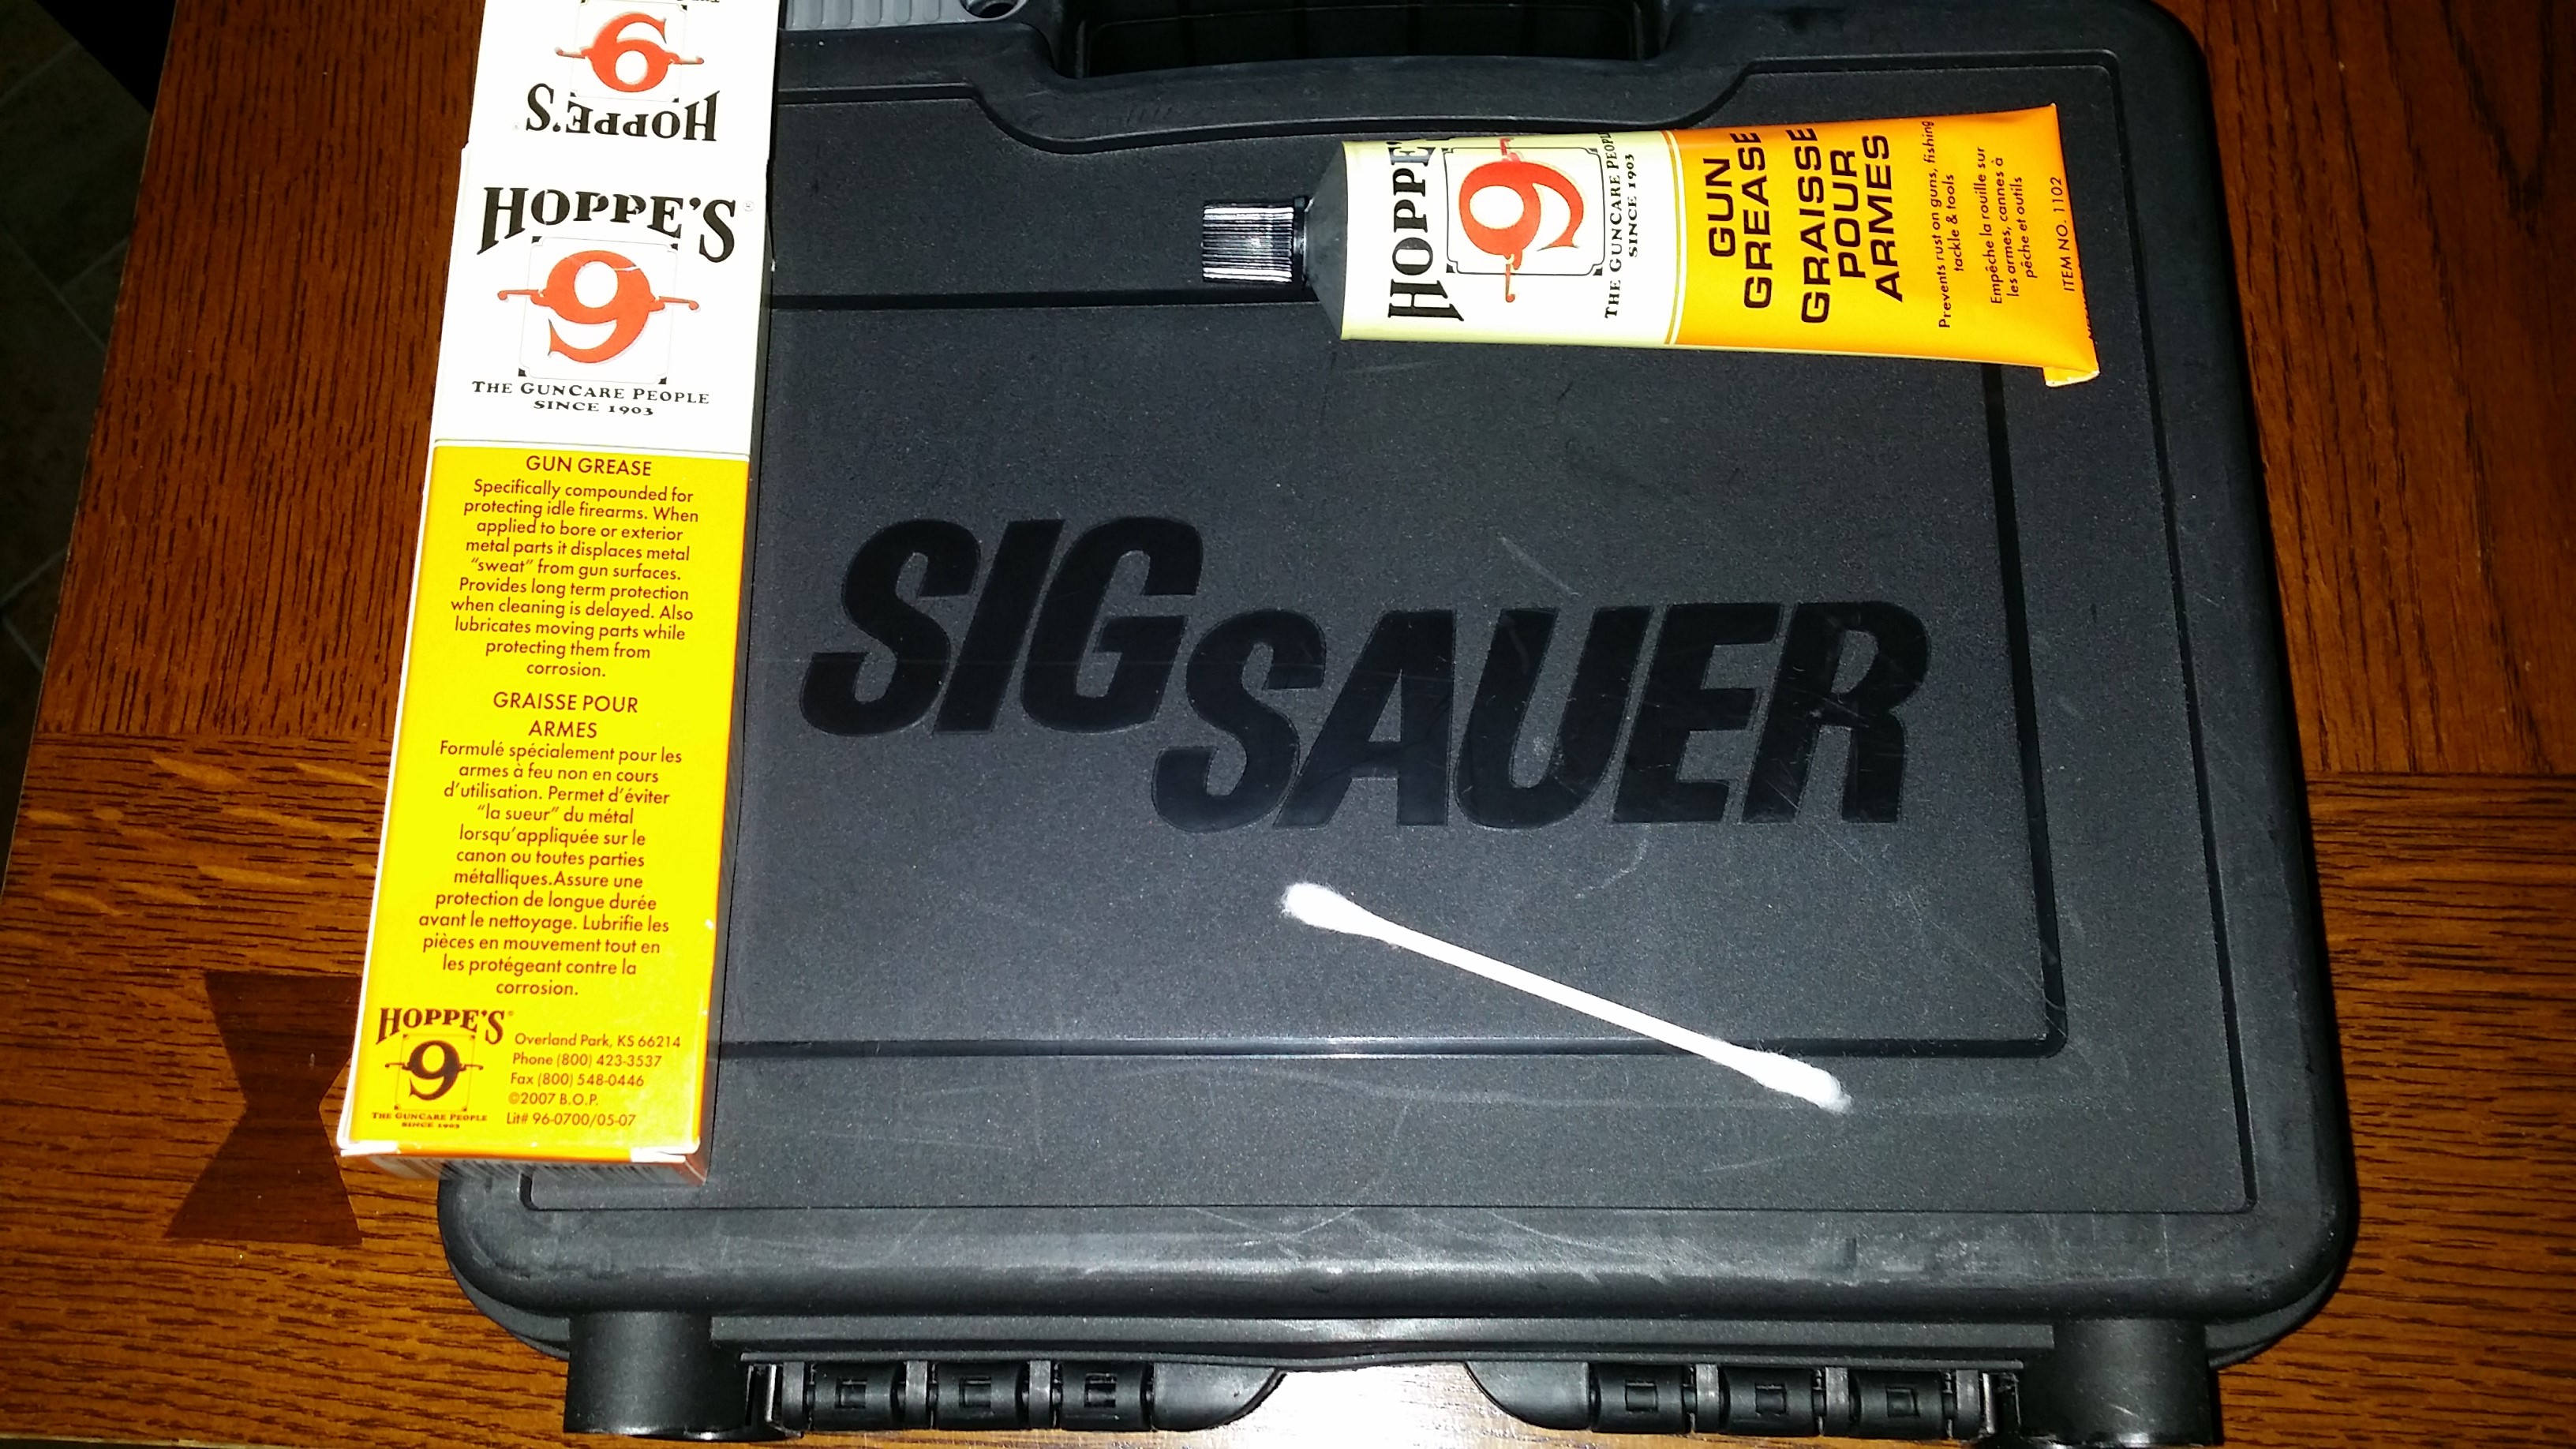 HOPPE'S
9
HOPPE'S®
9
THE GUNCARE PEOPLE
SINCE 1903
GUN GREASE
Specifically compounded for
protecting idle firearms. When
applied to bore or exterior
metal parts it displaces metal
"sweat" from gun surfaces.
Provides long term protection
when cleaning is delayed. Also
lubricates moving parts while
protecting them from
corrosion.
GRAISSE POUR
ARMES
Formulé spécialement pour les
armes à feu non en cours
d'utilisation. Permet d'éviter
"la sueur" du métal
lorsqu'appliquée sur le
canon ou toutes parties
métalliques.Assure une
protection de longue durée
avant le nettoyage. Lubrifie les
pièces en mouvement tout en
les protégeant contre la
corrosion.
HOPPE'S®
9
THE GUNCARE PEOPLE
SINCE 1903
Overland Park, KS 66214
Phone (800) 423-3537
Fax (800) 548-0446
©2007 B.O.P.
Lit# 96-0700/05-07
HOPPE'
9
THE GUNCARE PEOPL
SINCE 1903
GUN
GREASE
GRAISSE
POUR
ARMES
Prevents rust on guns, fishing
tackle & tools
Empêche la rouille sur
les armes, cannes à
pêche et outils
ITEM NO. 1102
SIG
SAUER